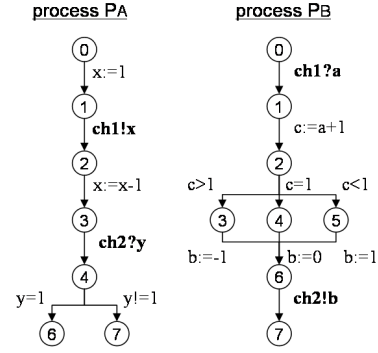 process PA
0
x:=1
1
ch1!x
2
x:=x-1
3
ch2?y
4
y=1 y!=1
6 7
process PB
0
ch1?a
1
c:=a+1
2
c>1 c=1 c<1
3 4 5
b:=-1 b:=0 b:=1
6
ch2!b
7